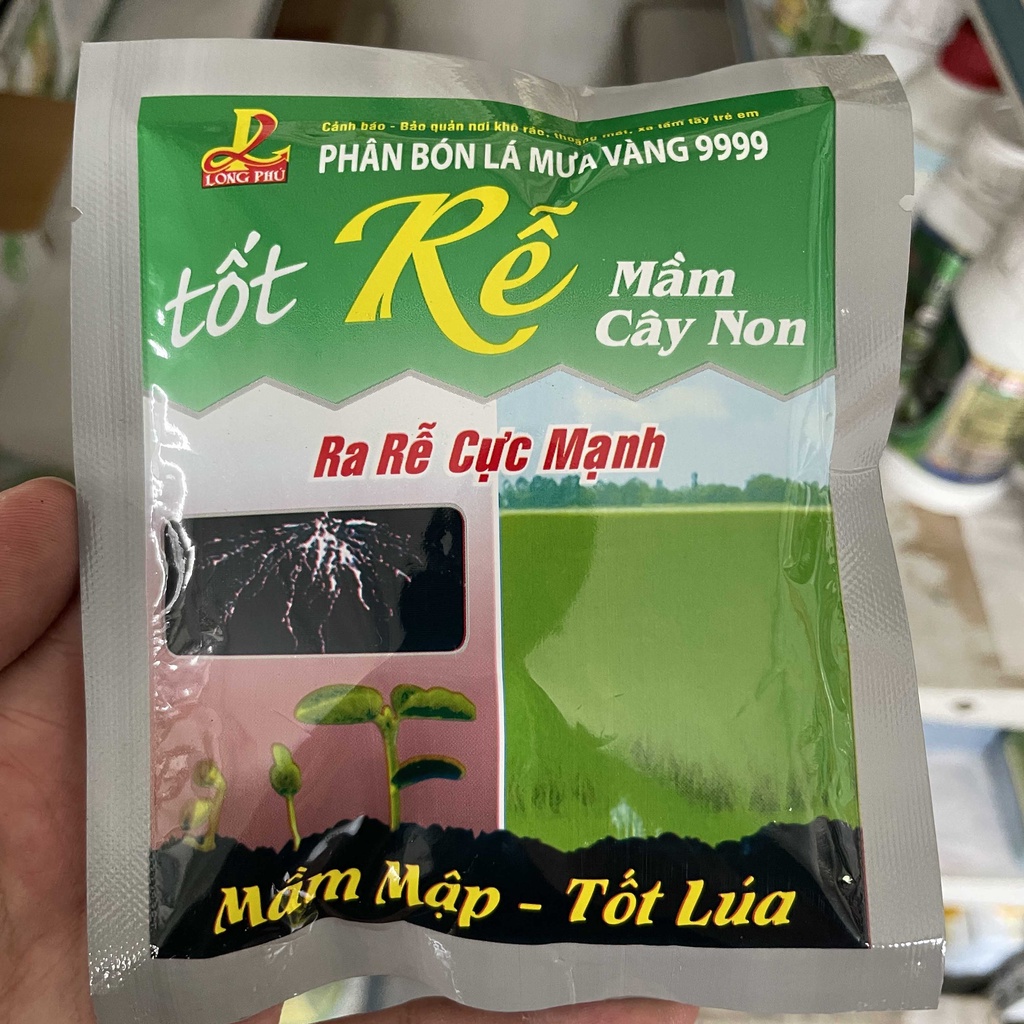 LONG PHÚ
Cảnh báo - Bảo quản nơi khô ráo, thoáng mát, xa tầm tay trẻ em
PHÂN BÓN LÁ MƯA VÀNG 9999
tốt Rễ Mầm
Cây Non
Ra Rễ Cực Mạnh
Mầm Mập - Tốt Lúa